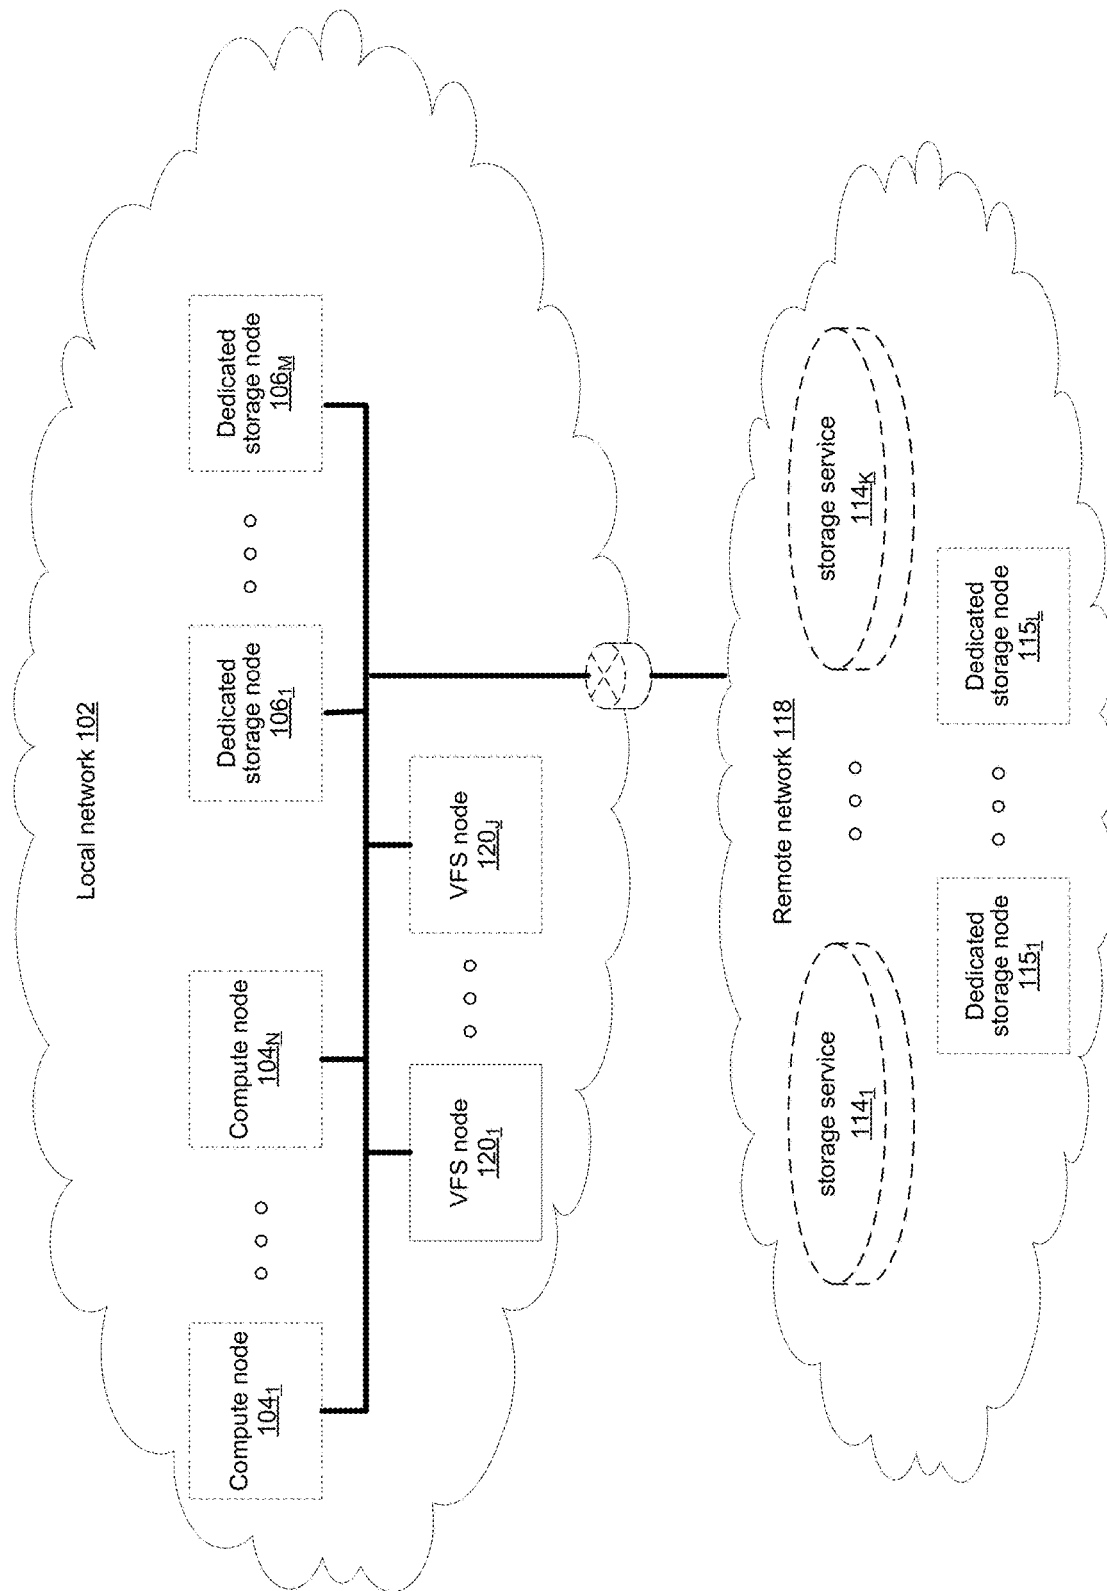 Local network 102
Compute node
104₁
Compute node
104N
Dedicated
storage node
106₁
Dedicated
storage node
106M
VFS node
120₁
VFS node
120J
Remote network 118
storage service
114₁
storage service
114K
Dedicated
storage node
115₁
Dedicated
storage node
115L